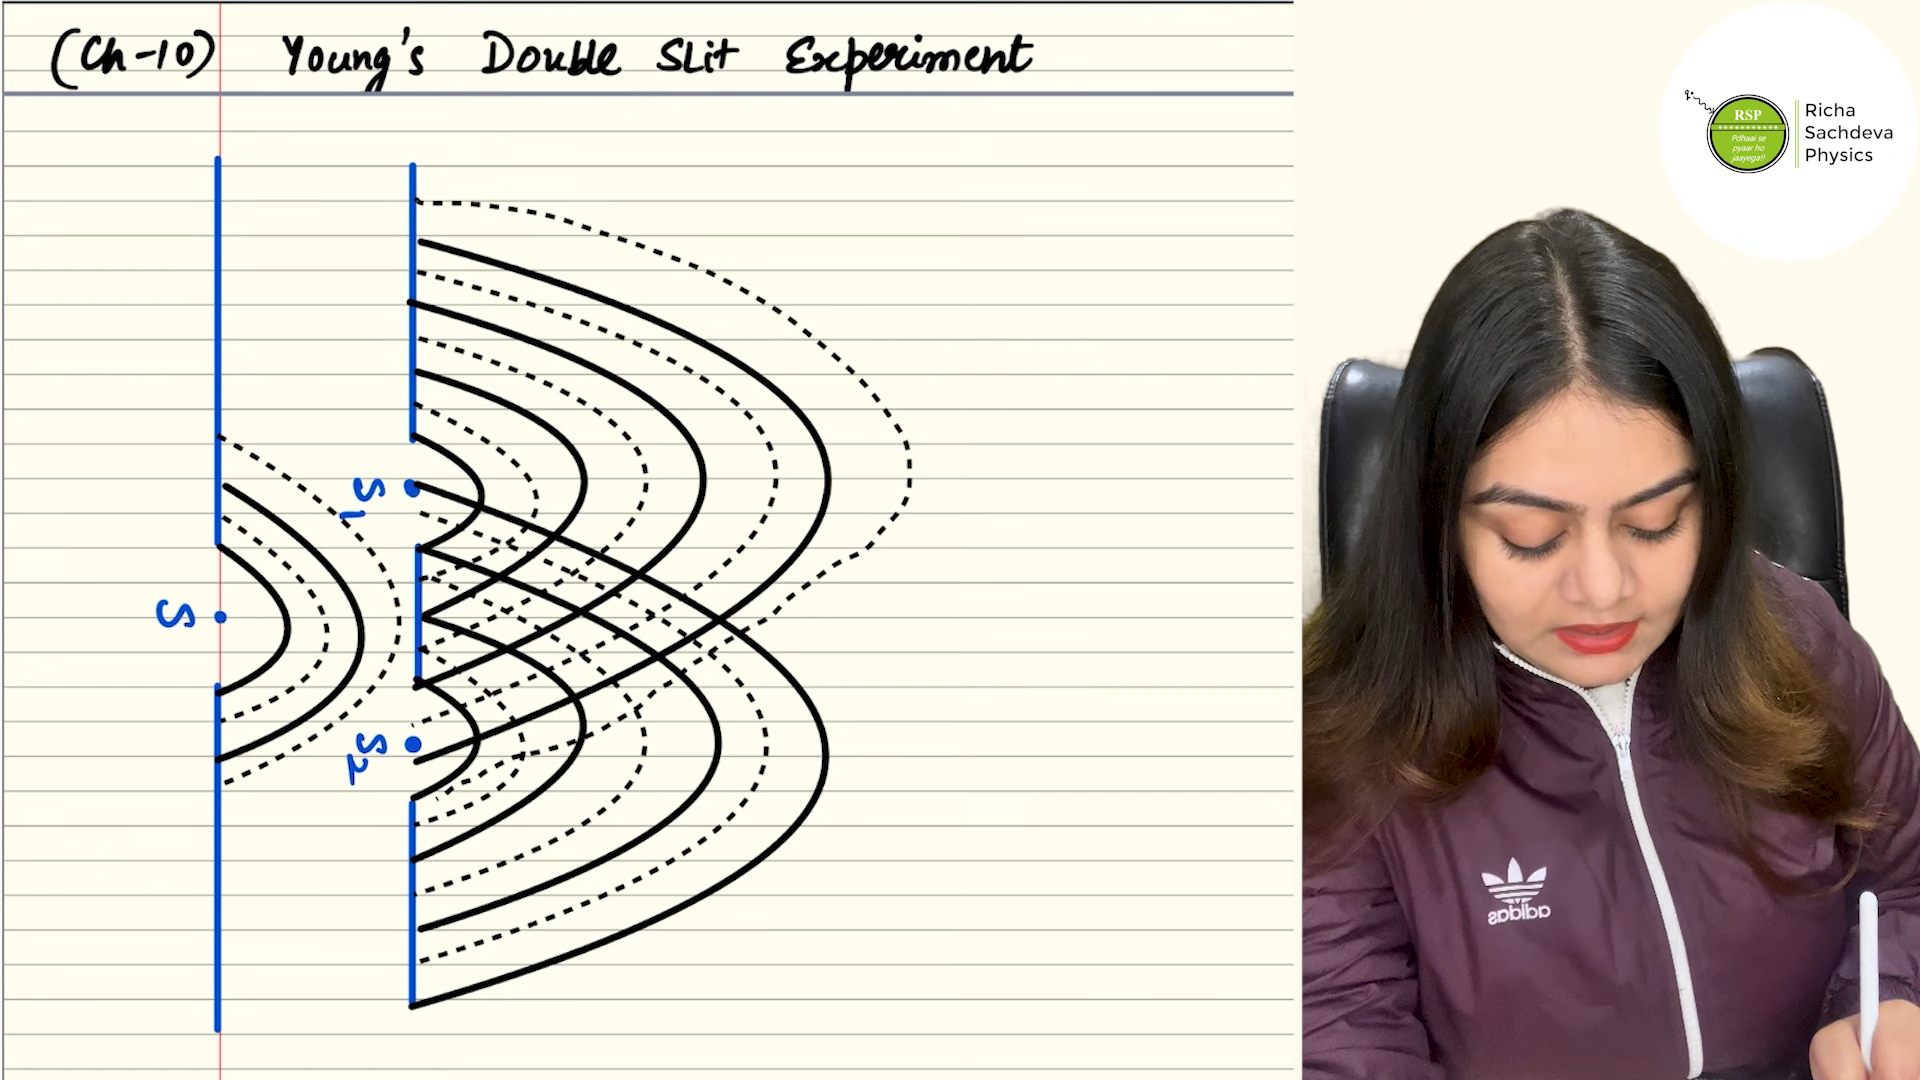 (Ch-10) Young's Double Slit Experiment
RSP
Pdhaai se
pyaar ho
jaayega!!
Richa
Sachdeva
Physics
S1
S
S2
adidas